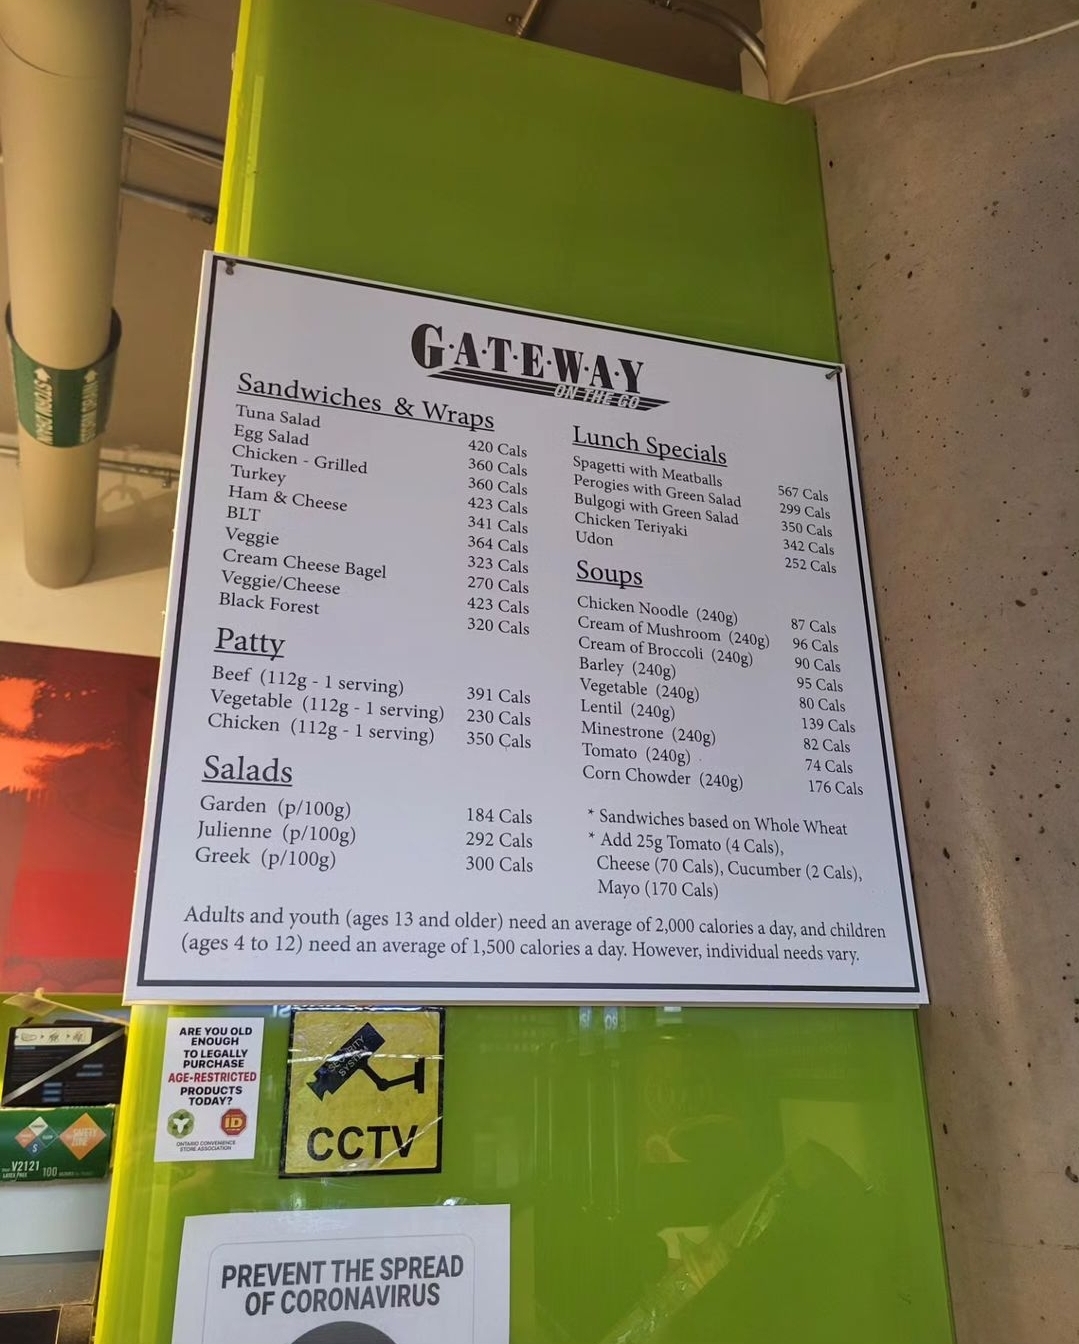 G·A·T·E·W·A·Y
ON THE GO
Sandwiches & Wraps
Tuna Salad 420 Cals
Egg Salad 360 Cals
Chicken - Grilled 360 Cals
Turkey 423 Cals
Ham & Cheese 341 Cals
BLT 364 Cals
Veggie 323 Cals
Cream Cheese Bagel 270 Cals
Veggie/Cheese 423 Cals
Black Forest 320 Cals
Patty
Beef (112g - 1 serving) 391 Cals
Vegetable (112g - 1 serving) 230 Cals
Chicken (112g - 1 serving) 350 Cals
Salads
Garden (p/100g) 184 Cals
Julienne (p/100g) 292 Cals
Greek (p/100g) 300 Cals
Lunch Specials
Spagetti with Meatballs 567 Cals
Perogies with Green Salad 299 Cals
Bulgogi with Green Salad 350 Cals
Chicken Teriyaki 342 Cals
Udon 252 Cals
Soups
Chicken Noodle (240g) 87 Cals
Cream of Mushroom (240g) 96 Cals
Cream of Broccoli (240g) 90 Cals
Barley (240g) 95 Cals
Vegetable (240g) 80 Cals
Lentil (240g) 139 Cals
Minestrone (240g) 82 Cals
Tomato (240g) 74 Cals
Corn Chowder (240g) 176 Cals
* Sandwiches based on Whole Wheat
* Add 25g Tomato (4 Cals),
Cheese (70 Cals), Cucumber (2 Cals),
Mayo (170 Cals)
Adults and youth (ages 13 and older) need an average of 2,000 calories a day, and children
(ages 4 to 12) need an average of 1,500 calories a day. However, individual needs vary.
ARE YOU OLD
ENOUGH
TO LEGALLY
PURCHASE
AGE-RESTRICTED
PRODUCTS
TODAY?
ID
ONTARIO CONVENIENCE
STORE ASSOCIATION
SECURITY
SYSTEM
CCTV
SAFETY
ZONE
V2121
100
PREVENT THE SPREAD
OF CORONAVIRUS